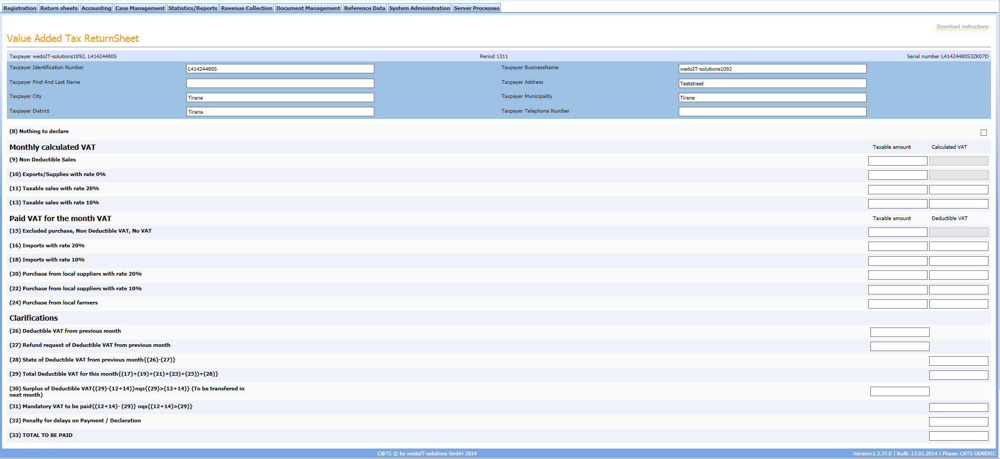 Registration Return sheets Accounting Case Management Statistics/Reports Revenue Collection Document Management Reference Data System Administration Server Processes
Download instructions
Value Added Tax ReturnSheet
Taxpayer wedoIT-solutions1092, L41424480S Period 1311 Serial number L41424480S3ZK07D
Taxpayer Identification Number L41424480S Taxpayer BusinessName wedoIT-solutions1092
Taxpayer First And Last Name Taxpayer Address Teststreet
Taxpayer City Tirane Taxpayer Municipality Tirane
Taxpayer District Tirana Taxpayer Telephone Number
(8) Nothing to declare
Monthly calculated VAT Taxable amount Calculated VAT
(9) Non Deductible Sales
(10) Exports/Supplies with rate 0%
(11) Taxable sales with rate 20%
(13) Taxable sales with rate 10%
Paid VAT for the month VAT Taxable amount Deductible VAT
(15) Excluded purchase, Non Deductible VAT, No VAT
(16) Imports with rate 20%
(18) Imports with rate 10%
(20) Purchase from local suppliers with rate 20%
(22) Purchase from local suppliers with rate 10%
(24) Purchase from local farmers
Clarifications
(26) Deductible VAT from previous month
(27) Refund request of Deductible VAT from previous month
(28) State of Deductible VAT from previous month{(26)-(27)}
(29) Total Deductible VAT for this month{(17)+(19)+(21)+(23)+(25))+(28)}
(30) Surplus of Deductible VAT{(29)-(12+14)}nqs{(29)>(12+14)} (To be transfered in
next month)
(31) Mandatory VAT to be paid{(12+14)- (29)} nqs{(12+14)>(29)}
(32) Penalty for delays on Payment / Declaration
(33) TOTAL TO BE PAID
C@TS © by wedoIT-solutions GmbH 2014 Version:1.3.33.0 | Built: 13.02.2014 | Phase: CATS-GENERIC